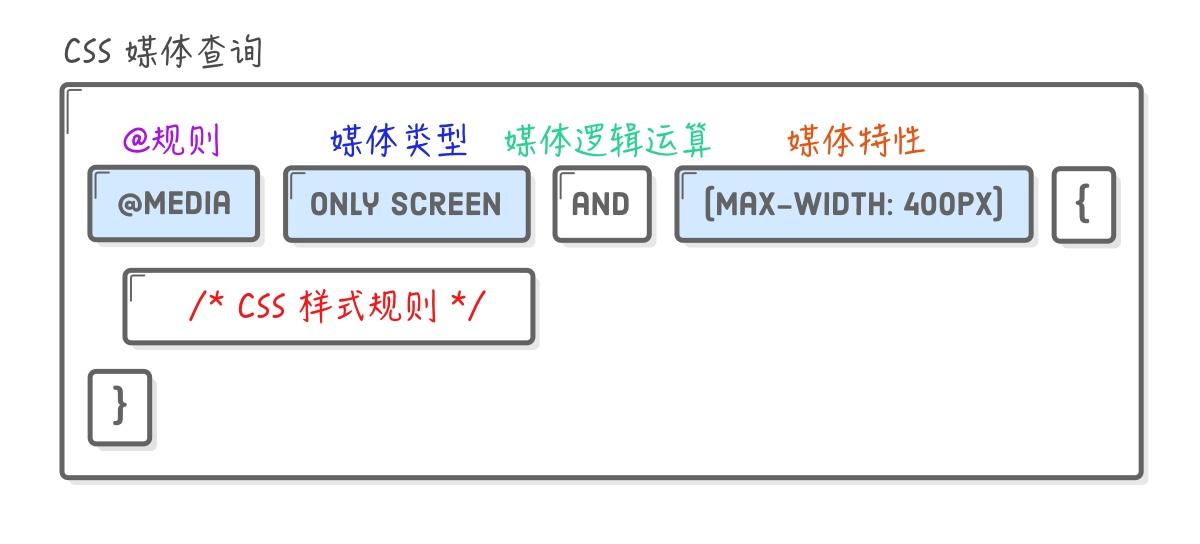 CSS 媒体查询
@规则 媒体类型 媒体逻辑运算 媒体特性
@MEDIA ONLY SCREEN AND (MAX-WIDTH: 400PX) {
/* CSS 样式规则 */
}